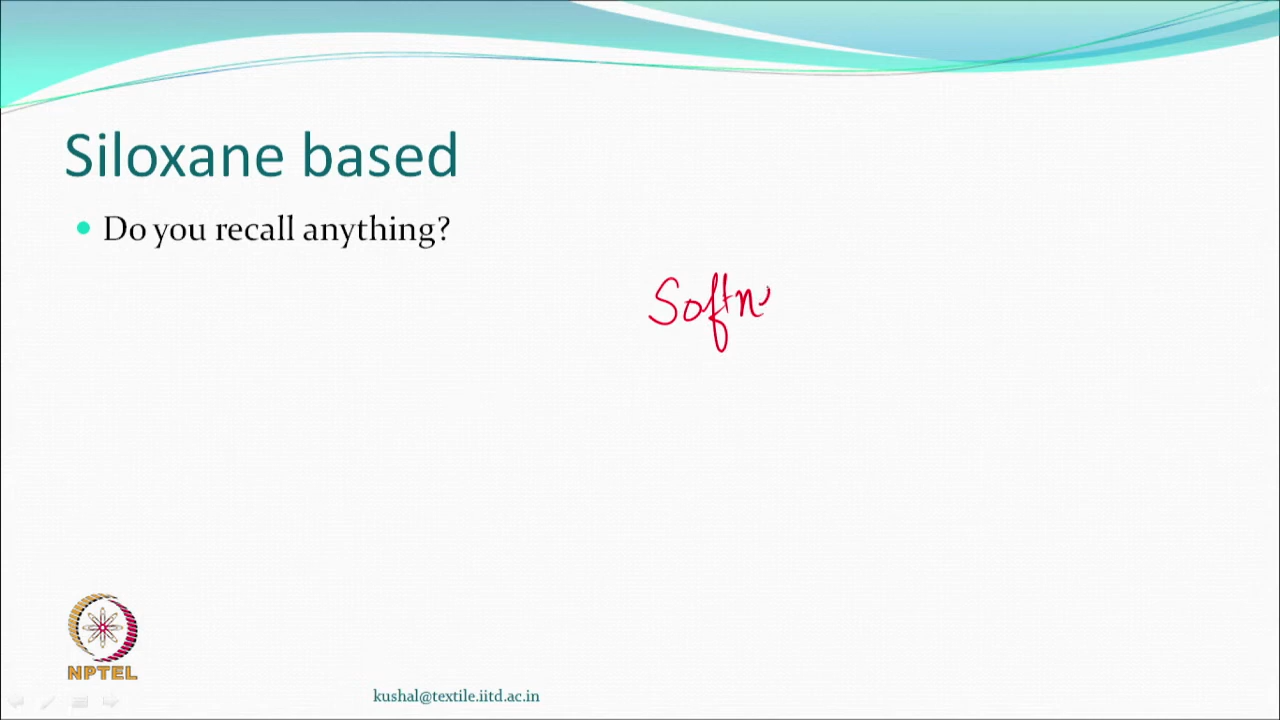 Siloxane based
Do you recall anything?
Softn
NPTEL
kushal@textile.iitd.ac.in